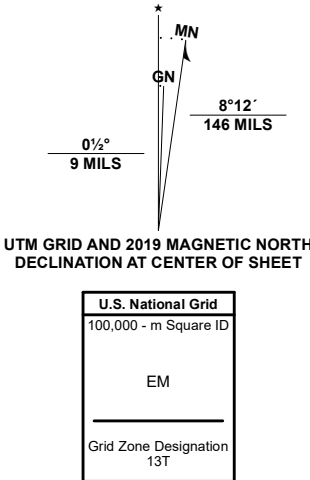 ★
MN
GN
8°12´
146 MILS
0½°
9 MILS
UTM GRID AND 2019 MAGNETIC NORTH
DECLINATION AT CENTER OF SHEET
U.S. National Grid
100,000 - m Square ID
EM
Grid Zone Designation
13T